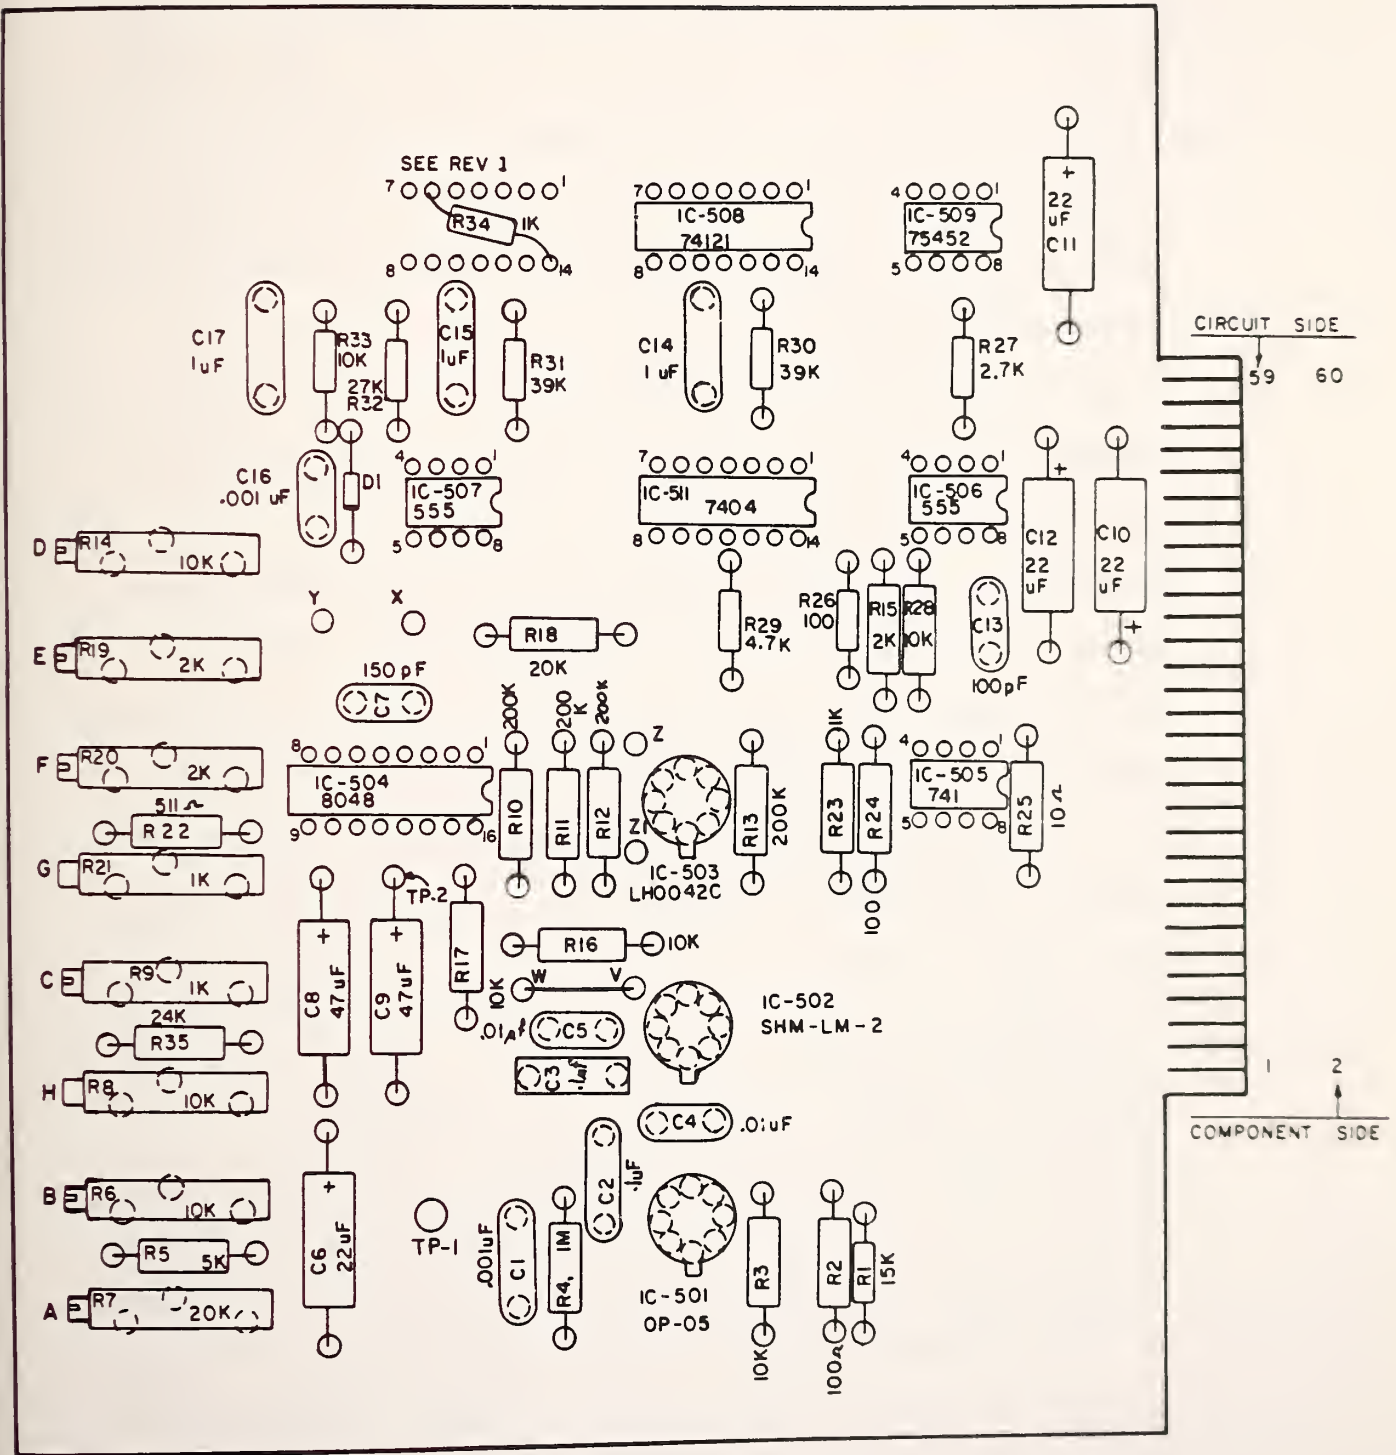 SEE REV 1
7 1
R34 1K
8 14
7 1
IC-508
74121
8 14
4 1
IC-509
75452
5 8
+
22
uF
C11
CIRCUIT SIDE
59 60
C17
1uF
R33
10K
27K
R32
C15
1uF
R31
39K
C14
1uF
R30
39K
R27
2.7K
C16
.001uF
D1
4 1
IC-507
555
5 8
7 1
IC-511
7404
8 14
4 1
IC-506
555
5 8
+
C12
22
uF
C10
22
uF
+
D R14
10K
Y X
R18
20K
R29
4.7K
R26
100
R15
2K
R28
10K
C13
100pF
E R19
2K
150pF
C7
200K
R10
200
K
R11
200K
R12
Z
Z1
R13
200K
1K
R23
R24
100
4 1
IC-505
741
5 8
R25
10Ω
F R20
2K
8 1
IC-504
8048
9 16
511Ω
R22
G R21
1K
IC-503
LH0042C
TP-2
+
C8
47uF
+
C9
47uF
R17
10K
R16 10K
W V
C R9
1K
24K
R35
.01µf C5
IC-502
SHM-LM-2
C3 .1uf
H R8
10K
C4 .01uF
1 2
COMPONENT SIDE
B R6
10K
R5 5K
A R7
20K
+
C6
22uF
TP-1
.001uF
C1
R4, 1M
C2
.1uF
IC-501
OP-05
R3
10K
R2
100Ω
R1
15K